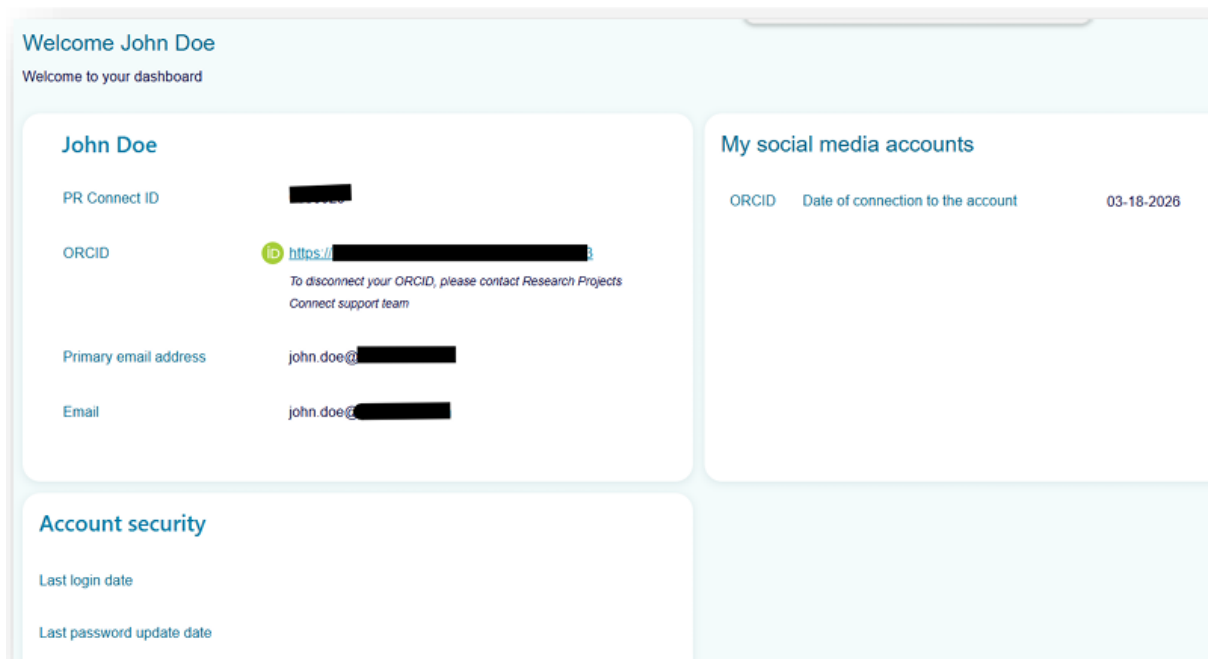 Welcome John Doe
Welcome to your dashboard
John Doe
PR Connect ID
ORCID
iD https://
To disconnect your ORCID, please contact Research Projects
Connect support team
Primary email address john.doe@
Email john.doe@
My social media accounts
ORCID Date of connection to the account 03-18-2026
Account security
Last login date
Last password update date